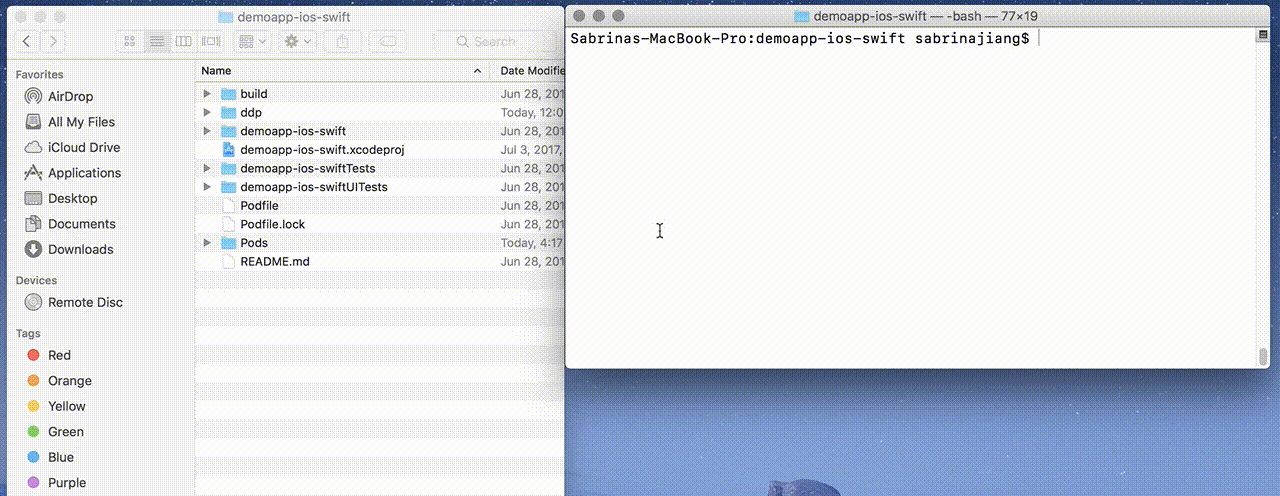 demoapp-ios-swift
Search
Favorites
AirDrop
All My Files
iCloud Drive
Applications
Desktop
Documents
Downloads
Devices
Remote Disc
Tags
Red
Orange
Yellow
Green
Blue
Purple
Name Date Modifie
build Jun 28, 201
ddp Today, 12:0
demoapp-ios-swift Jun 28, 201
demoapp-ios-swift.xcodeproj Jul 3, 2017,
demoapp-ios-swiftTests Jun 28, 201
demoapp-ios-swiftUITests Jun 28, 201
Podfile Jun 28, 201
Podfile.lock Jun 28, 201
Pods Today, 4:17
README.md Jun 28, 201
demoapp-ios-swift — -bash — 77×19
Sabrinas-MacBook-Pro:demoapp-ios-swift sabrinajiang$